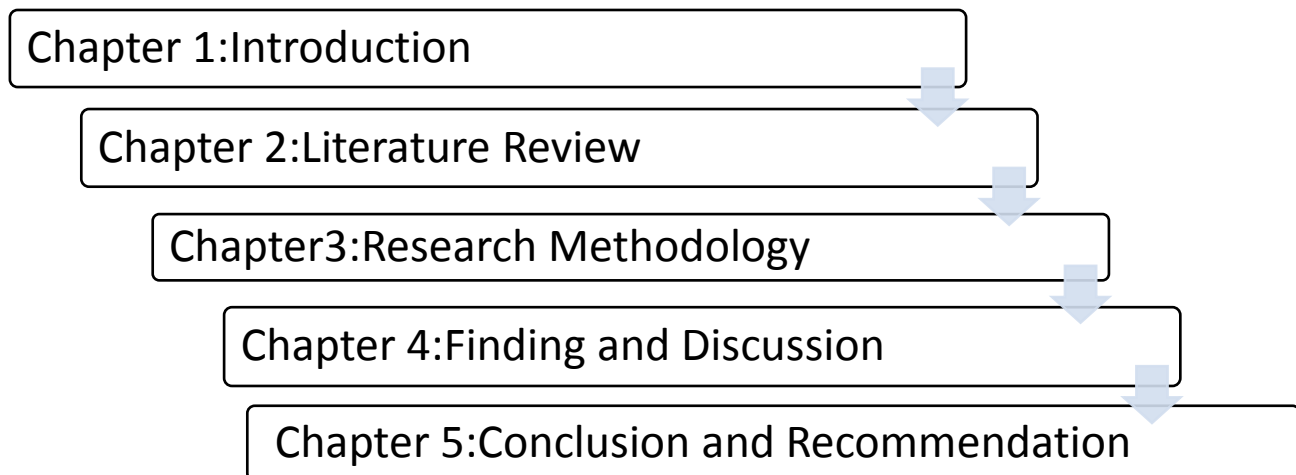 Chapter 1:Introduction
Chapter 2:Literature Review
Chapter3:Research Methodology
Chapter 4:Finding and Discussion
Chapter 5:Conclusion and Recommendation